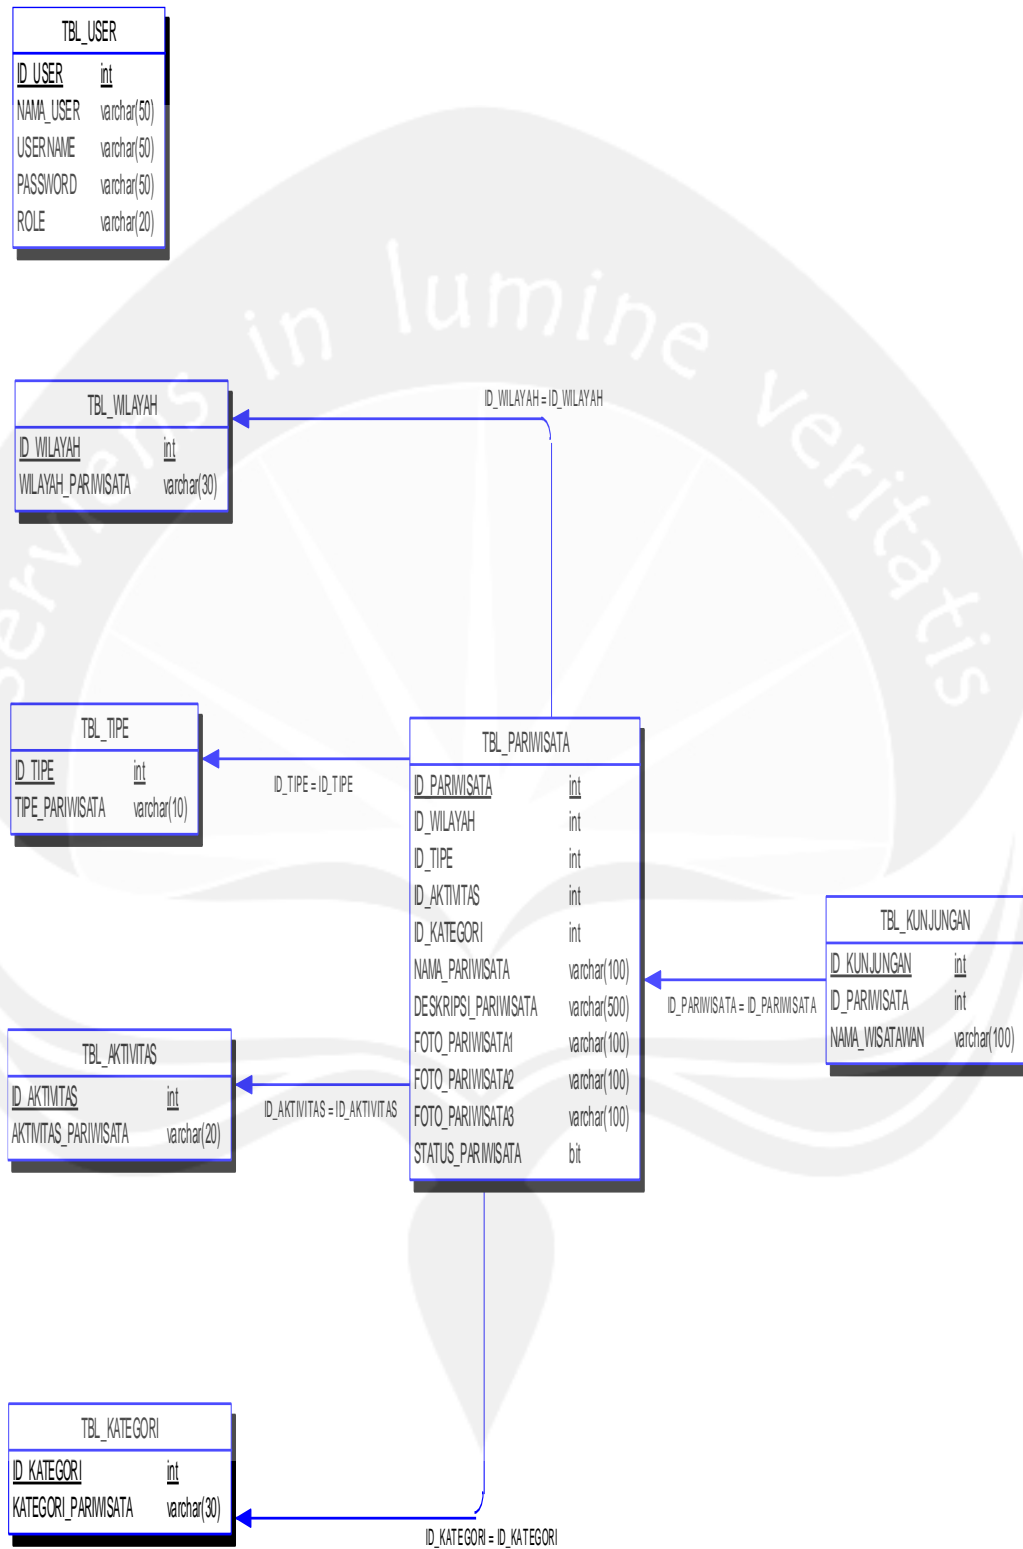 TBL_USER
ID_USER int
NAMA_USER varchar(50)
USERNAME varchar(50)
PASSWORD varchar(50)
ROLE varchar(20)
serviens in lumine veritatis
TBL_WILAYAH
ID_WILAYAH int
WILAYAH_PARIWISATA varchar(30)
ID_WILAYAH = ID_WILAYAH
TBL_TIPE
ID_TIPE int
TIPE_PARIWISATA varchar(10)
ID_TIPE = ID_TIPE
TBL_PARIWISATA
ID_PARIWISATA int
ID_WILAYAH int
ID_TIPE int
ID_AKTIVITAS int
ID_KATEGORI int
NAMA_PARIWISATA varchar(100)
DESKRIPSI_PARIWISATA varchar(500)
FOTO_PARIWISATA1 varchar(100)
FOTO_PARIWISATA2 varchar(100)
FOTO_PARIWISATA3 varchar(100)
STATUS_PARIWISATA bit
TBL_KUNJUNGAN
ID_KUNJUNGAN int
ID_PARIWISATA int
NAMA_WISATAWAN varchar(100)
ID_PARIWISATA = ID_PARIWISATA
TBL_AKTIVITAS
ID_AKTIVITAS int
AKTIVITAS_PARIWISATA varchar(20)
ID_AKTIVITAS = ID_AKTIVITAS
TBL_KATEGORI
ID_KATEGORI int
KATEGORI_PARIWISATA varchar(30)
ID_KATEGORI = ID_KATEGORI